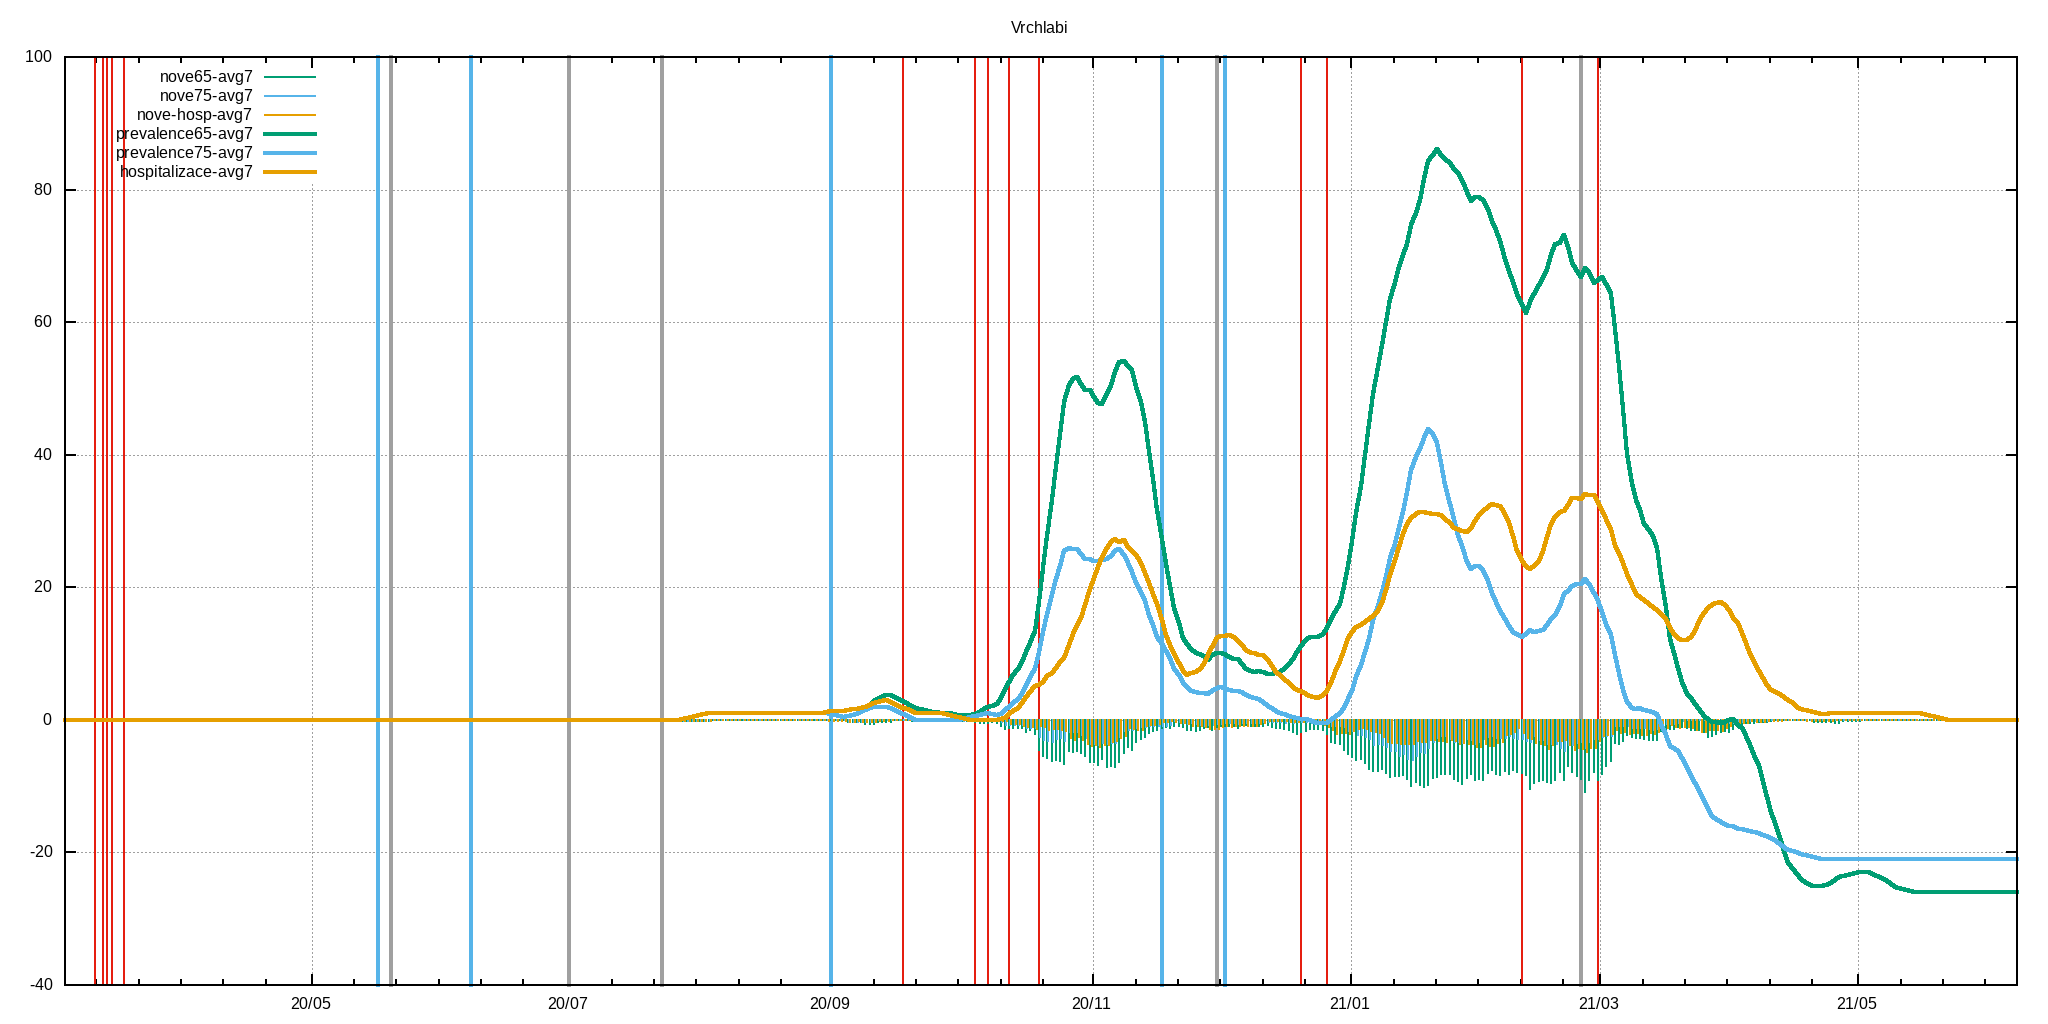 Vrchlabi
100
80
60
40
20
0
-20
-40
nove65-avg7
nove75-avg7
nove-hosp-avg7
prevalence65-avg7
prevalence75-avg7
hospitalizace-avg7
20/05 20/07 20/09 20/11 21/01 21/03 21/05